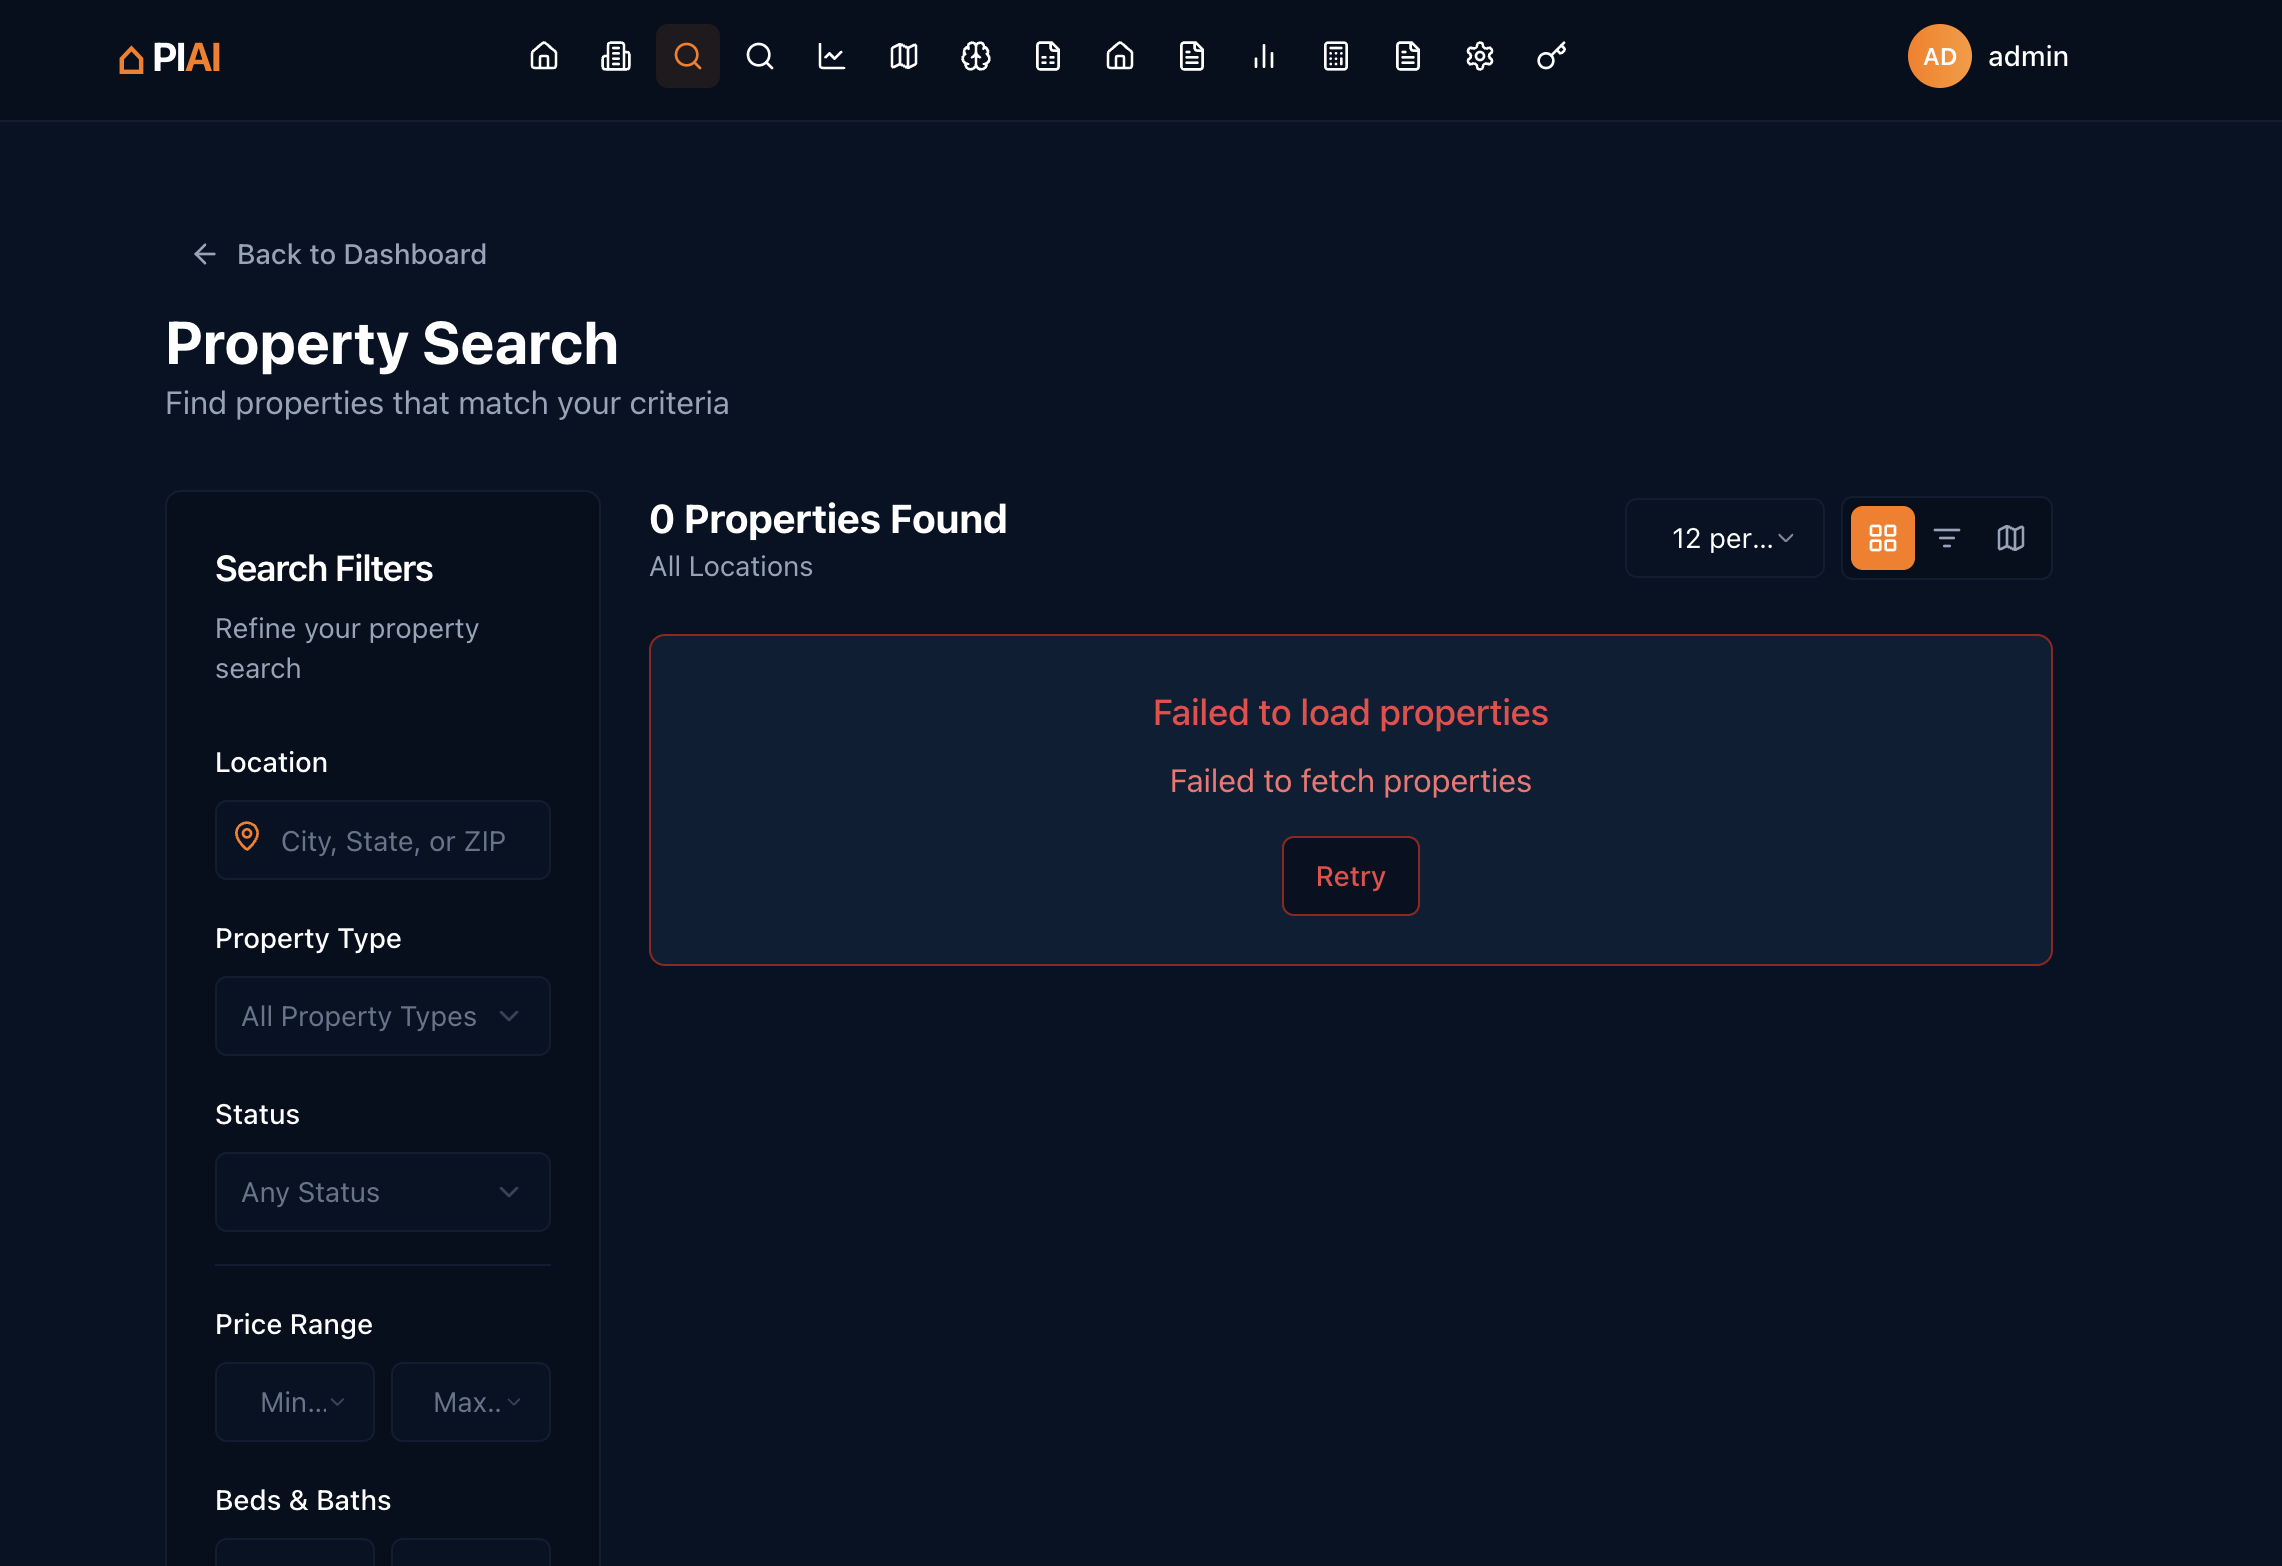 PIAI
AD admin
Back to Dashboard
Property Search
Find properties that match your criteria
Search Filters
Refine your property
search
Location
City, State, or ZIP
Property Type
All Property Types
Status
Any Status
Price Range
Min... Max..
Beds & Baths
0 Properties Found
All Locations
12 per...
Failed to load properties
Failed to fetch properties
Retry